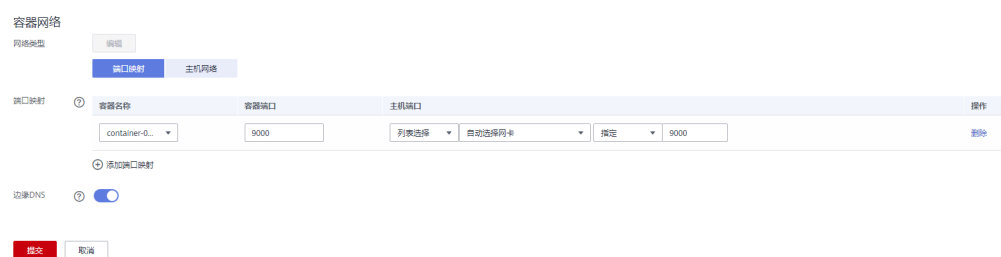 容器网络
网络类型
编辑
端口映射 主机网络
端口映射 ?
容器名称 容器端口 主机端口 操作
container-0... 9000 列表选择 自动选择网卡 指定 9000 删除
添加端口映射
边缘DNS ?
提交 取消